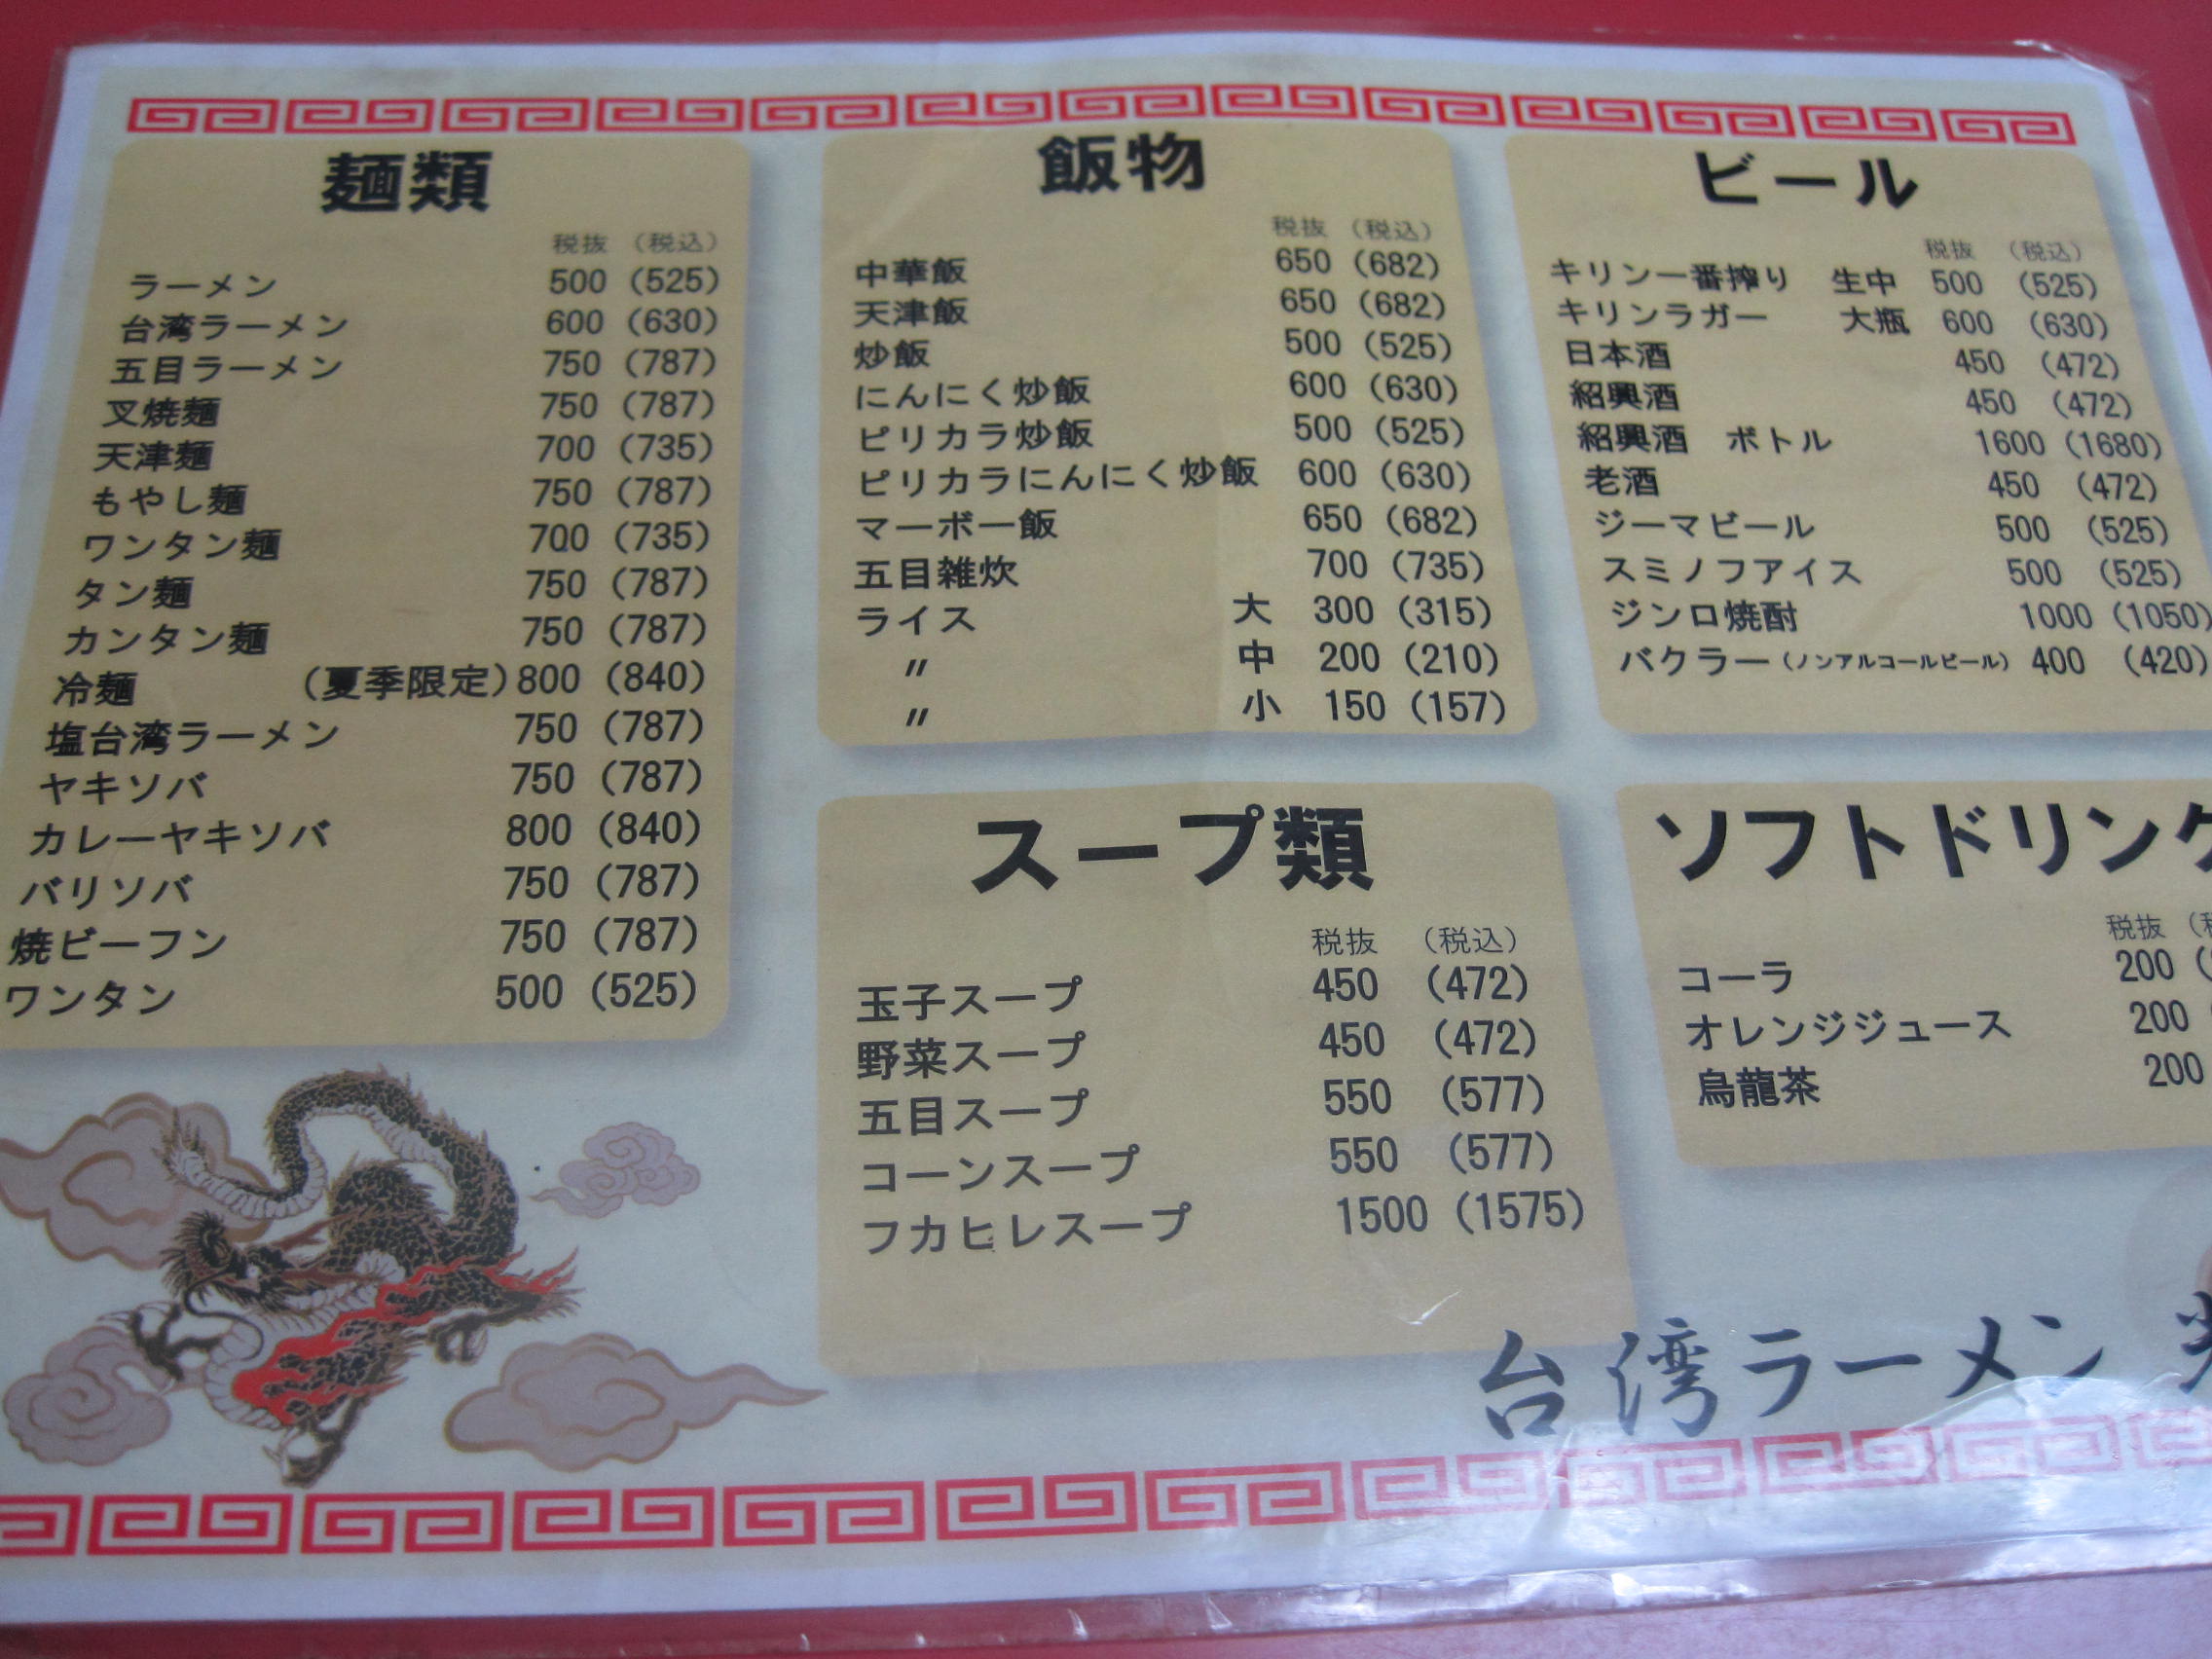 麺類
税抜 （税込）
ラーメン 500 (525)
台湾ラーメン 600 (630)
五目ラーメン 750 (787)
叉焼麺 750 (787)
天津麺 700 (735)
もやし麺 750 (787)
ワンタン麺 700 (735)
タン麺 750 (787)
カンタン麺 750 (787)
冷麺 （夏季限定）800 (840)
塩台湾ラーメン 750 (787)
ヤキソバ 750 (787)
カレーヤキソバ 800 (840)
バリソバ 750 (787)
焼ビーフン 750 (787)
ワンタン 500 (525)
飯物
税抜 （税込）
中華飯 650 (682)
天津飯 650 (682)
炒飯 500 (525)
にんにく炒飯 600 (630)
ピリカラ炒飯 500 (525)
ピリカラにんにく炒飯 600 (630)
マーボー飯 650 (682)
五目雑炊 700 (735)
ライス 大 300 (315)
〃 中 200 (210)
〃 小 150 (157)
スープ類
税抜 （税込）
玉子スープ 450 (472)
野菜スープ 450 (472)
五目スープ 550 (577)
コーンスープ 550 (577)
フカヒレスープ 1500 (1575)
ビール
税抜 （税込）
キリン一番搾り 生中 500 (525)
キリンラガー 大瓶 600 (630)
日本酒 450 (472)
紹興酒 450 (472)
紹興酒 ボトル 1600 (1680)
老酒 450 (472)
ジーマビール 500 (525)
スミノフアイス 500 (525)
ジンロ焼酎 1000 (1050)
バクラー（ノンアルコールビール） 400 (420)
ソフトドリンク
税抜
コーラ 200
オレンジジュース 200
烏龍茶 200
台湾ラーメン